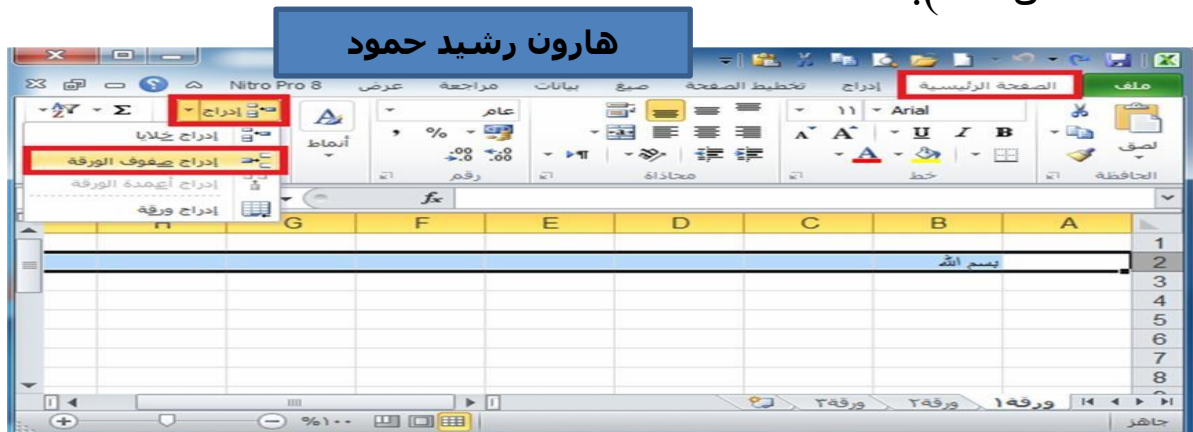 هارون رشيد حمود
ملف الصفحة الرئيسية إدراج تخطيط الصفحة صيغ بيانات مراجعة عرض Nitro Pro 8
لصق
Arial ١١
B I U
عام
%
أنماط
إدراج
Σ
الحافظة خط محاذاة رقم
إدراج خلايا
إدراج صفوف الورقة
إدراج أعمدة الورقة
إدراج ورقة
fx
A B C D E F G H
1
2 بسم الله
3
4
5
6
7
8
ورقة١ ورقة٢ ورقة٣
جاهز ١٠٠%